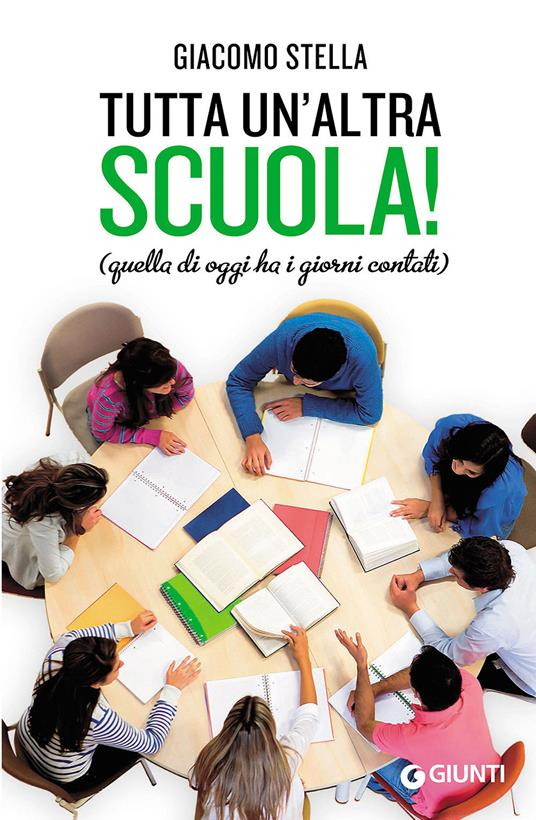 GIACOMO STELLA
TUTTA UN'ALTRA
SCUOLA!
(quella di oggi ha i giorni contati)
GIUNTI